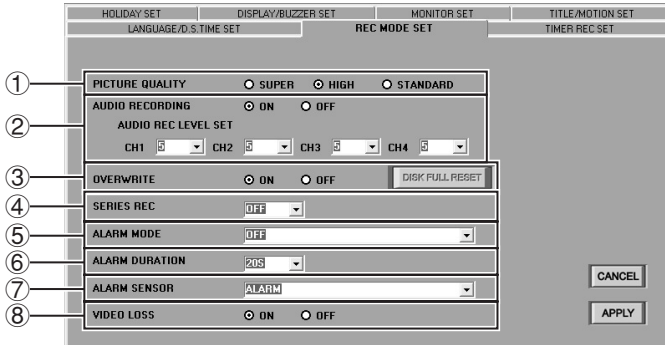 HOLIDAY SET DISPLAY/BUZZER SET MONITOR SET TITLE/MOTION SET
LANGUAGE/D.S.TIME SET REC MODE SET TIMER REC SET
① PICTURE QUALITY SUPER HIGH STANDARD
AUDIO RECORDING ON OFF
② AUDIO REC LEVEL SET
CH1 5 CH2 5 CH3 5 CH4 5
③ OVERWRITE ON OFF DISK FULL RESET
④ SERIES REC OFF
⑤ ALARM MODE OFF
⑥ ALARM DURATION 20S
CANCEL
⑦ ALARM SENSOR ALARM
⑧ VIDEO LOSS ON OFF APPLY